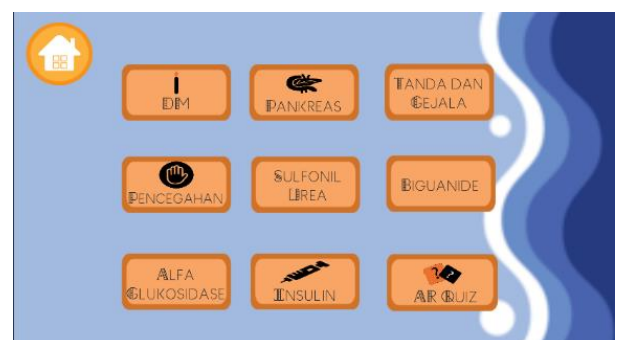 DM
PANKREAS
TANDA DAN
GEJALA
PENCEGAHAN
SULFONIL
UREA
BIGUANIDE
ALFA
GLUKOSIDASE
INSULIN
? ?
AR QUIZ